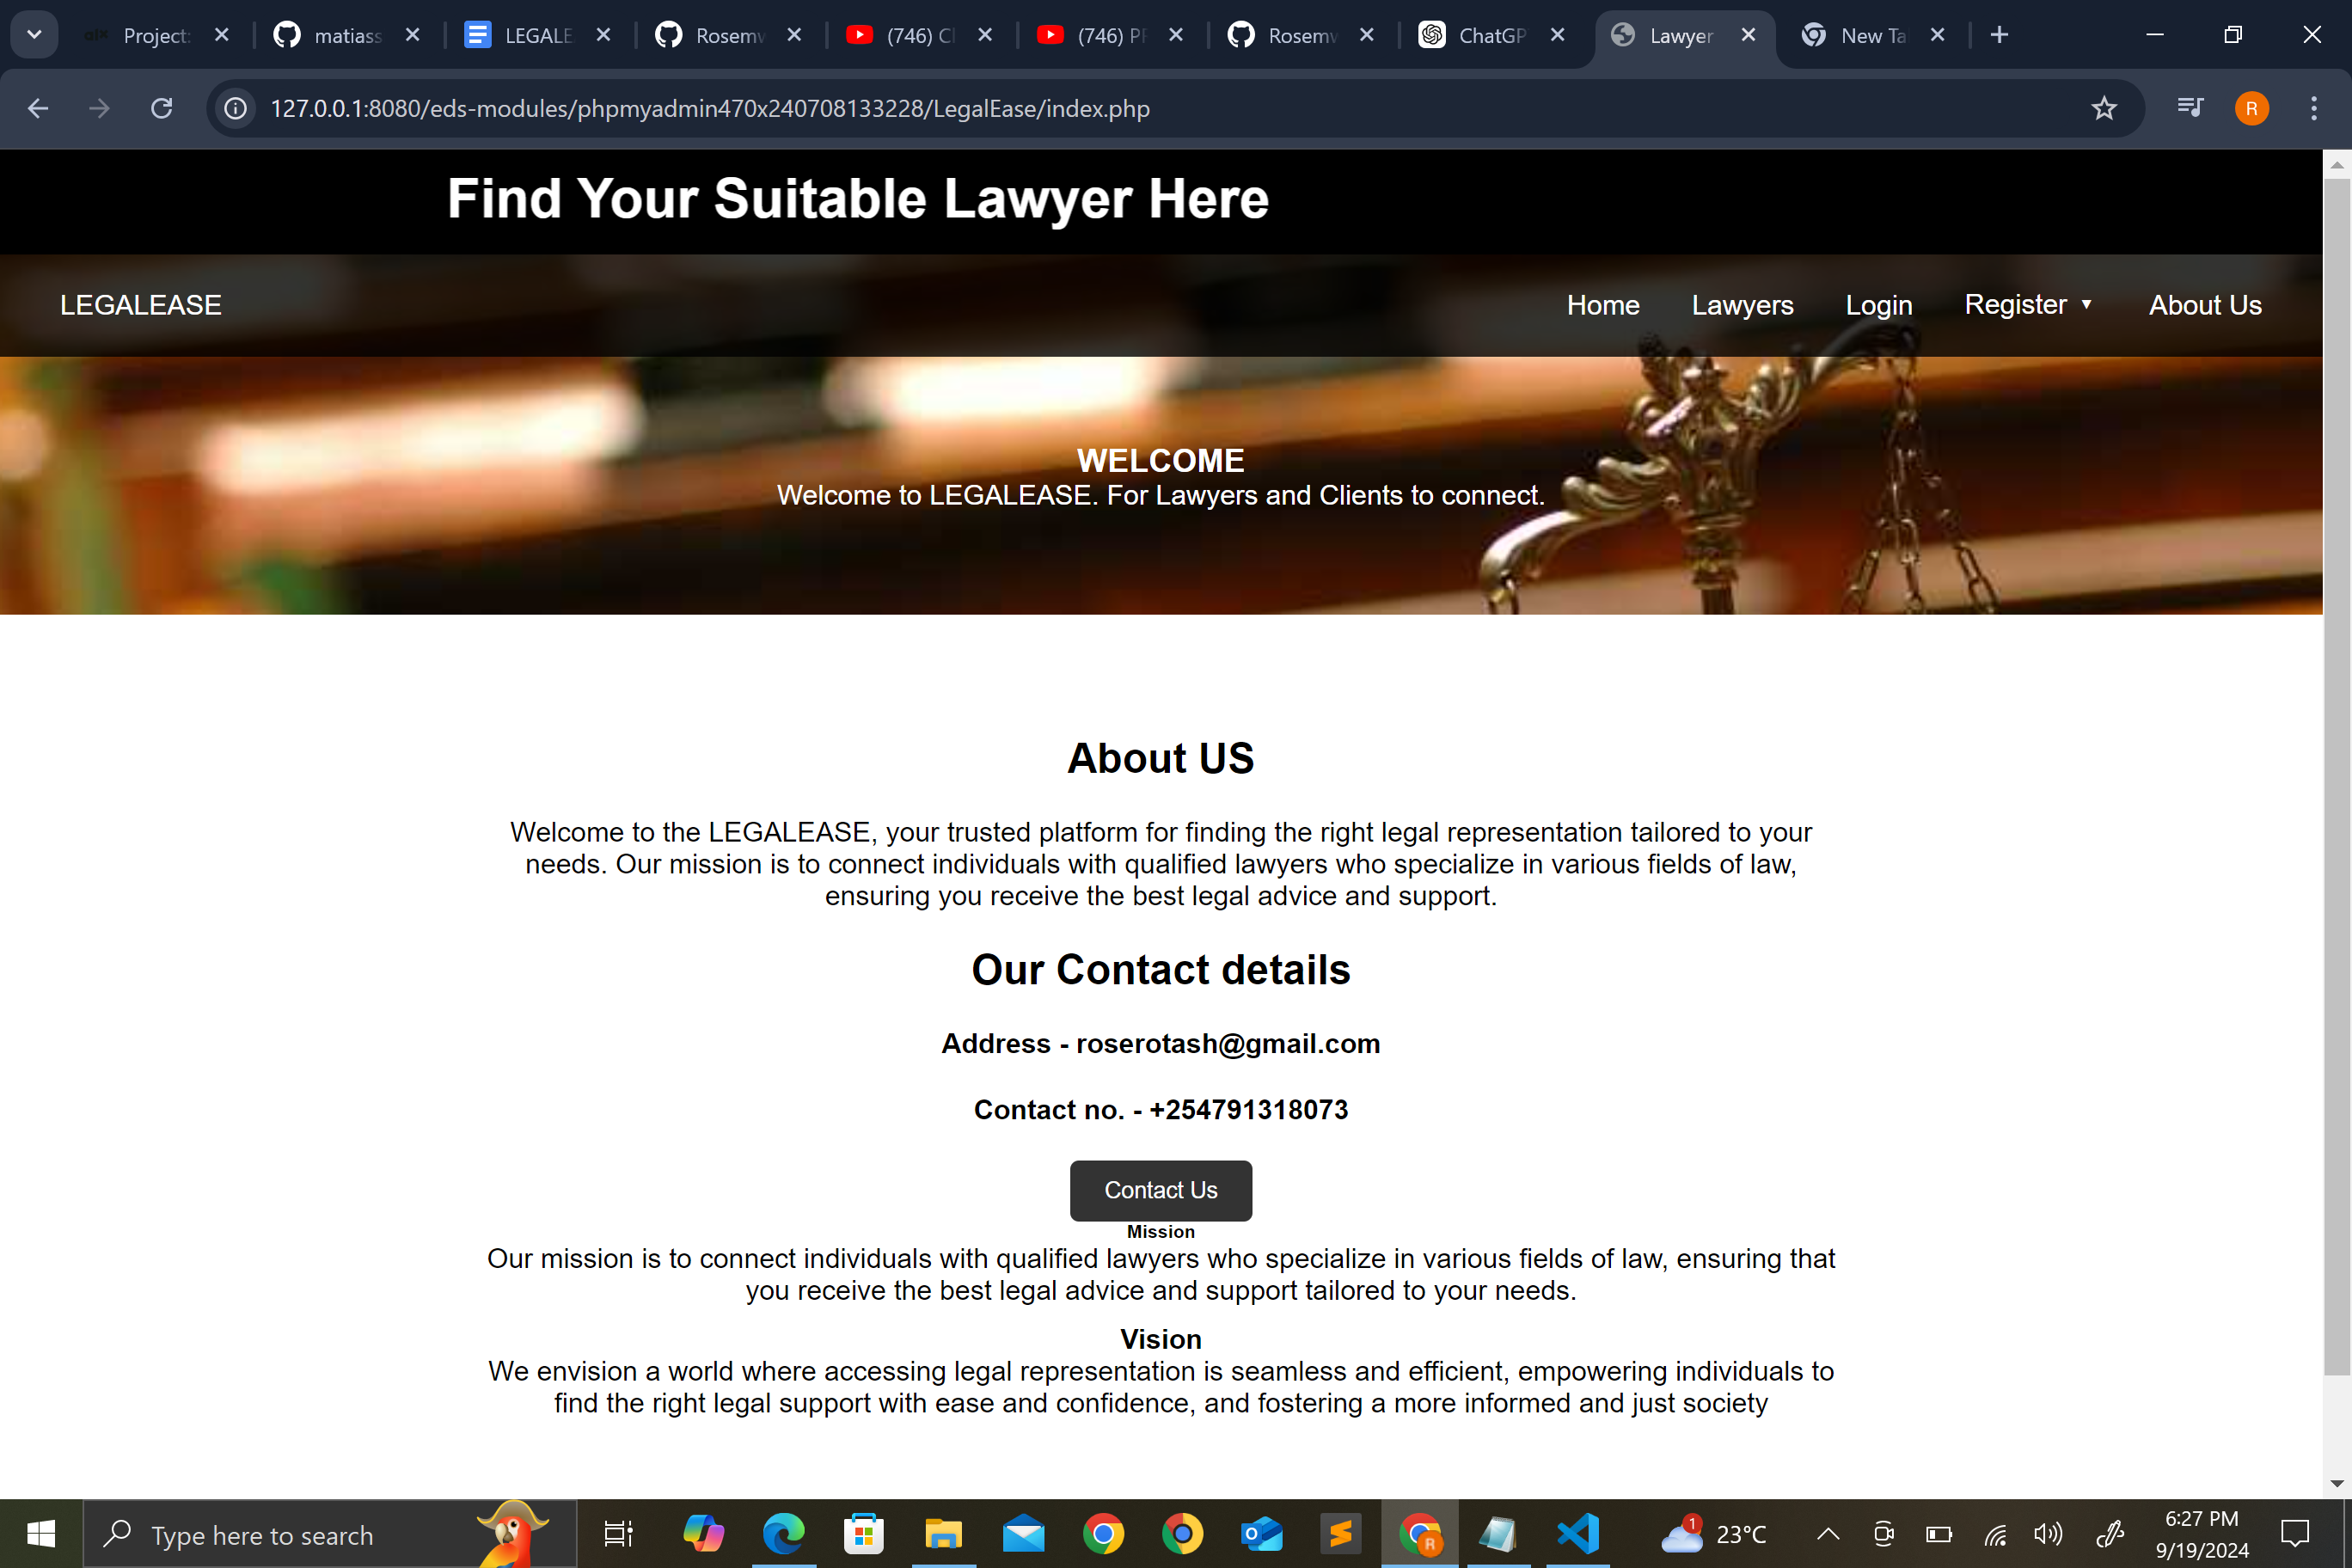 Project:
matiass
LEGALE
Rosemw
(746) Cl
(746) PH
Rosemw
ChatGP
Lawyer
New Ta
127.0.0.1:8080/eds-modules/phpmyadmin470x240708133228/LegalEase/index.php
R
Find Your Suitable Lawyer Here
LEGALEASE
Home
Lawyers
Login
Register ▼
About Us
WELCOME
Welcome to LEGALEASE. For Lawyers and Clients to connect.
About US
Welcome to the LEGALEASE, your trusted platform for finding the right legal representation tailored to your
needs. Our mission is to connect individuals with qualified lawyers who specialize in various fields of law,
ensuring you receive the best legal advice and support.
Our Contact details
Address - roserotash@gmail.com
Contact no. - +254791318073
Contact Us
Mission
Our mission is to connect individuals with qualified lawyers who specialize in various fields of law, ensuring that
you receive the best legal advice and support tailored to your needs.
Vision
We envision a world where accessing legal representation is seamless and efficient, empowering individuals to
find the right legal support with ease and confidence, and fostering a more informed and just society
Type here to search
R
1
23°C
6:27 PM
9/19/2024